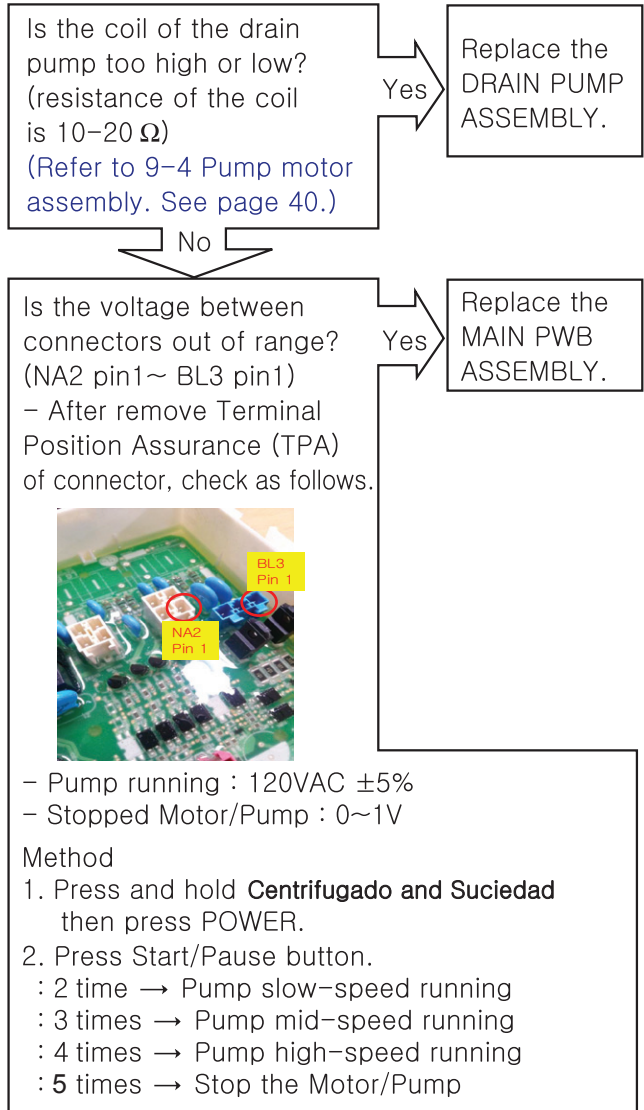 Is the coil of the drain
pump too high or low?
(resistance of the coil
is 10-20 Ω)
(Refer to 9-4 Pump motor
assembly. See page 40.)
Yes
Replace the
DRAIN PUMP
ASSEMBLY.
No
Is the voltage between
connectors out of range?
(NA2 pin1~ BL3 pin1)
- After remove Terminal
Position Assurance (TPA)
of connector, check as follows.
Yes
Replace the
MAIN PWB
ASSEMBLY.
BL3
Pin 1
NA2
Pin 1
- Pump running : 120VAC ±5%
- Stopped Motor/Pump : 0~1V
Method
1. Press and hold Centrifugado and Suciedad
then press POWER.
2. Press Start/Pause button.
: 2 time → Pump slow-speed running
: 3 times → Pump mid-speed running
: 4 times → Pump high-speed running
: 5 times → Stop the Motor/Pump